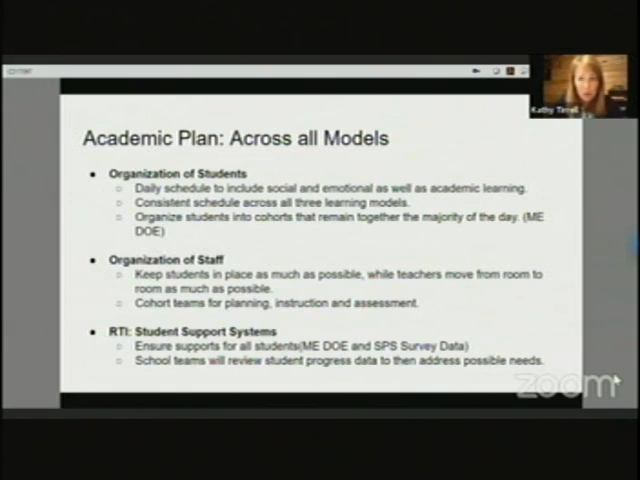 Kathy
Academic Plan: Across all Models
● Organization of Students
○ Daily schedule to include social and emotional as well as academic learning.
○ Consistent schedule across all three learning models.
○ Organize students into cohorts that remain together the majority of the day. (ME
DOE)
● Organization of Staff
○ Keep students in place as much as possible, while teachers move from room to
room as much as possible.
○ Cohort teams for planning, instruction and assessment.
● RTI: Student Support Systems
○ Ensure supports for all students(ME DOE and SPS Survey Data)
○ School teams will review student progress data to then address possible needs.
zoom